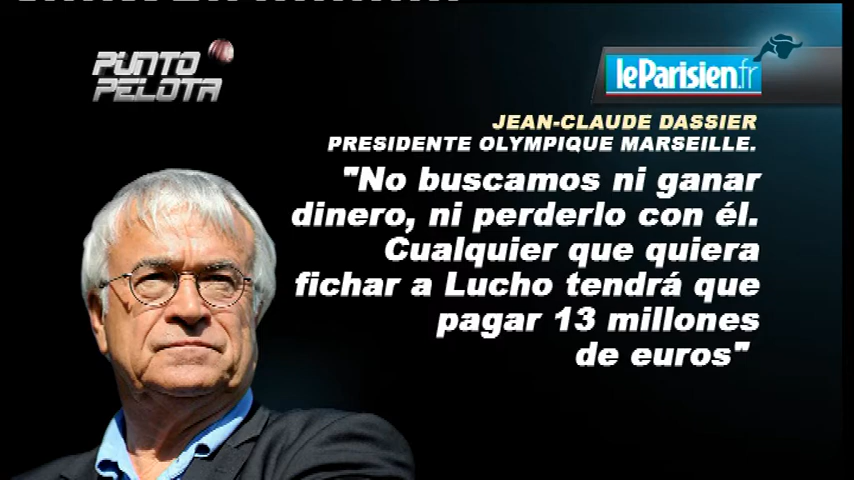 PUNTO
PELOTA
leParisien.fr
JEAN-CLAUDE DASSIER
PRESIDENTE OLYMPIQUE MARSEILLE.
"No buscamos ni ganar
dinero, ni perderlo con él.
Cualquier que quiera
fichar a Lucho tendrá que
pagar 13 millones
de euros"